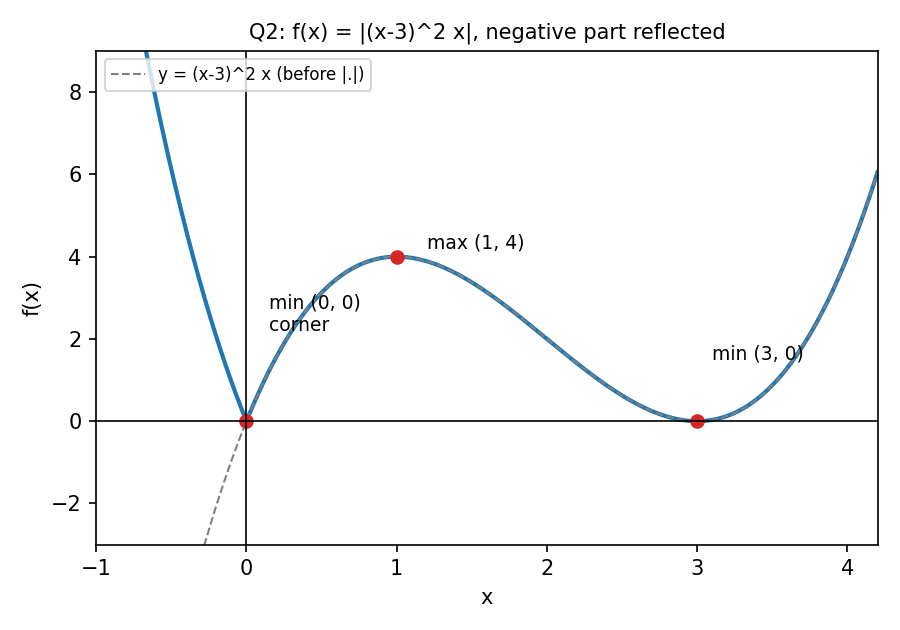 Q2: f(x) = |(x-3)^2 x|, negative part reflected
y = (x-3)^2 x (before |.|)
8
6
4
2
0
−2
f(x)
max (1, 4)
min (0, 0)
corner
min (3, 0)
−1
0
1
2
3
4
x